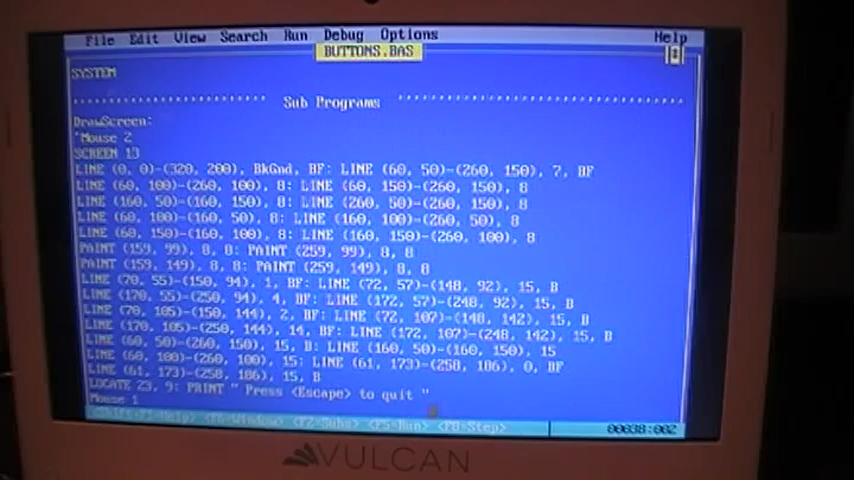 File Edit View Search Run Debug Options Help
BUTTONS.BAS
SYSTEM
Sub Programs
DrawScreen:
'Mouse 2
SCREEN 13
LINE (0, 0)-(320, 200), BkGnd, BF: LINE (60, 50)-(260, 150), 7, BF
LINE (60, 100)-(260, 100), 8: LINE (60, 150)-(260, 150), 8
LINE (160, 50)-(160, 150), 8: LINE (260, 50)-(260, 150), 8
LINE (60, 100)-(160, 50), 8: LINE (160, 100)-(260, 50), 8
LINE (60, 150)-(160, 100), 8: LINE (160, 150)-(260, 100), 8
PAINT (159, 99), 8, 8: PAINT (259, 99), 8, 8
PAINT (159, 149), 8, 8: PAINT (259, 149), 8, 8
LINE (70, 55)-(150, 94), 1, BF: LINE (72, 57)-(148, 92), 15, B
LINE (170, 55)-(250, 94), 4, BF: LINE (172, 57)-(248, 92), 15, B
LINE (70, 105)-(150, 144), 2, BF: LINE (72, 107)-(148, 142), 15, B
LINE (170, 105)-(250, 144), 14, BF: LINE (172, 107)-(248, 142), 15, B
LINE (60, 50)-(260, 150), 15, B: LINE (160, 50)-(160, 150), 15
LINE (60, 100)-(260, 100), 15: LINE (61, 173)-(258, 186), 0, BF
LINE (61, 173)-(258, 186), 15, B
LOCATE 23, 9: PRINT " Press <Escape> to quit "
Mouse 1
<Shift+F1=Help> <F6=Window> <F2=Subs> <F5=Run> <F8=Step> 00038:002
VULCAN